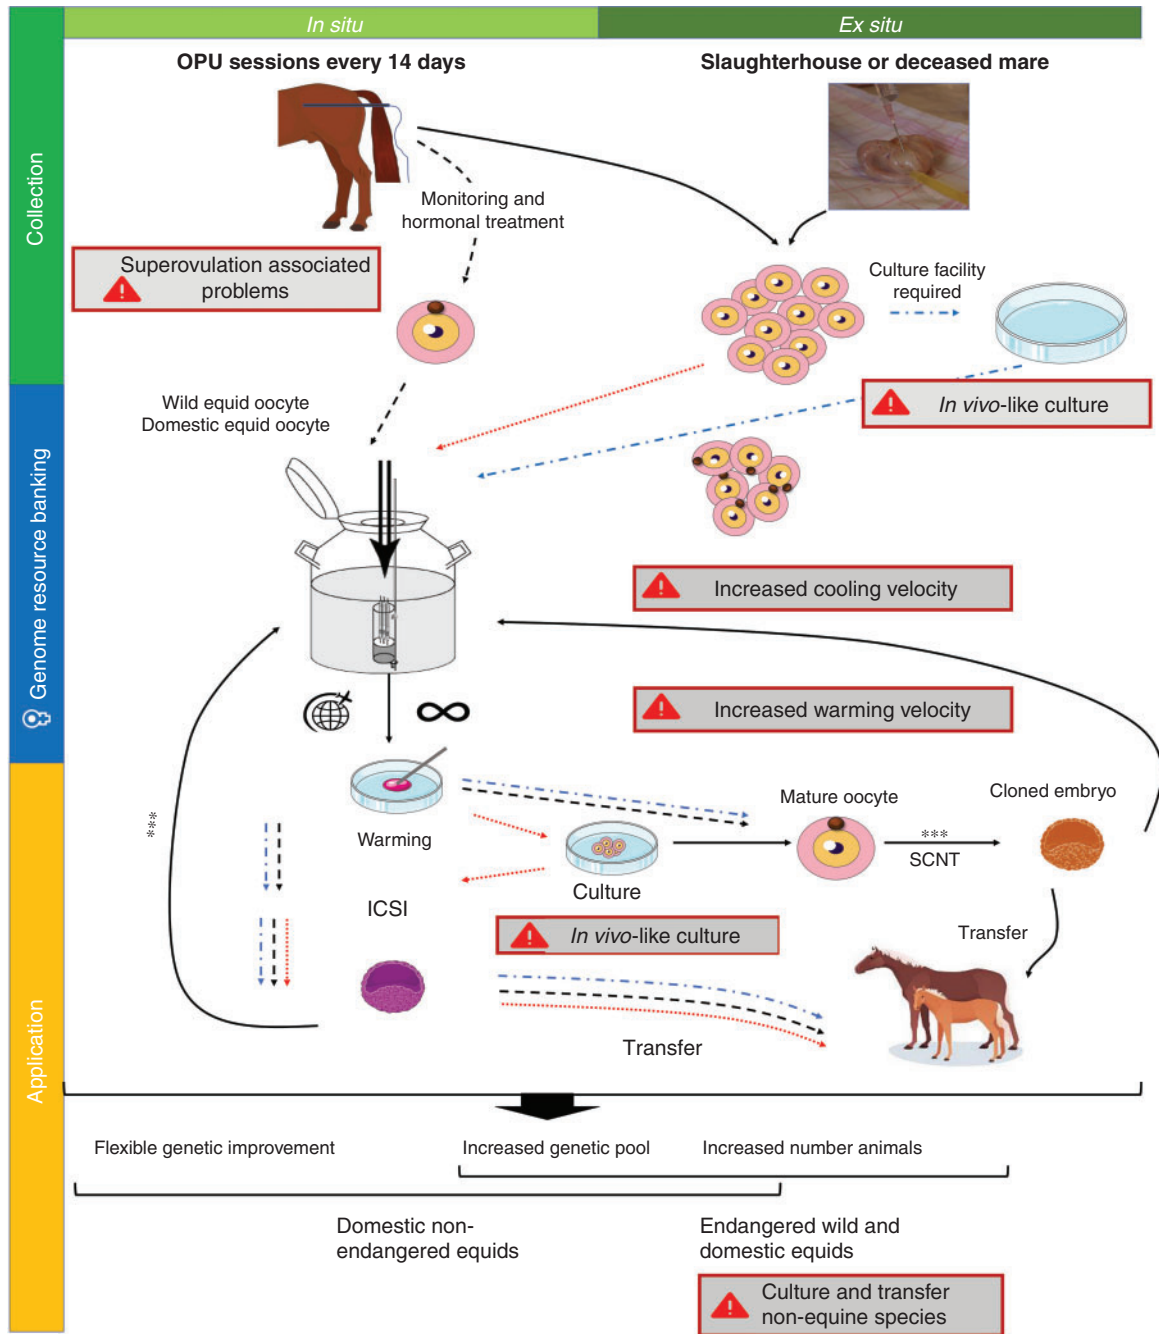 In situ
Ex situ
OPU sessions every 14 days
Slaughterhouse or deceased mare
Collection
Monitoring and
hormonal treatment
Superovulation associated
problems
Culture facility
required
In vivo-like culture
Wild equid oocyte
Domestic equid oocyte
Genome resource banking
Increased cooling velocity
Increased warming velocity
Application
***
Warming
Culture
Mature oocyte
***
SCNT
Cloned embryo
ICSI
In vivo-like culture
Transfer
Transfer
Flexible genetic improvement
Increased genetic pool
Increased number animals
Domestic non-
endangered equids
Endangered wild and
domestic equids
Culture and transfer
non-equine species